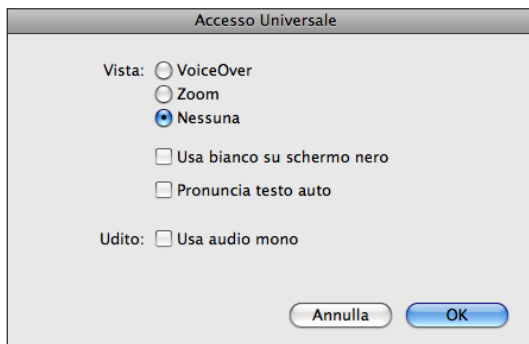 Accesso Universale
Vista: VoiceOver
Zoom
Nessuna
Usa bianco su schermo nero
Pronuncia testo auto
Udito: Usa audio mono
Annulla OK